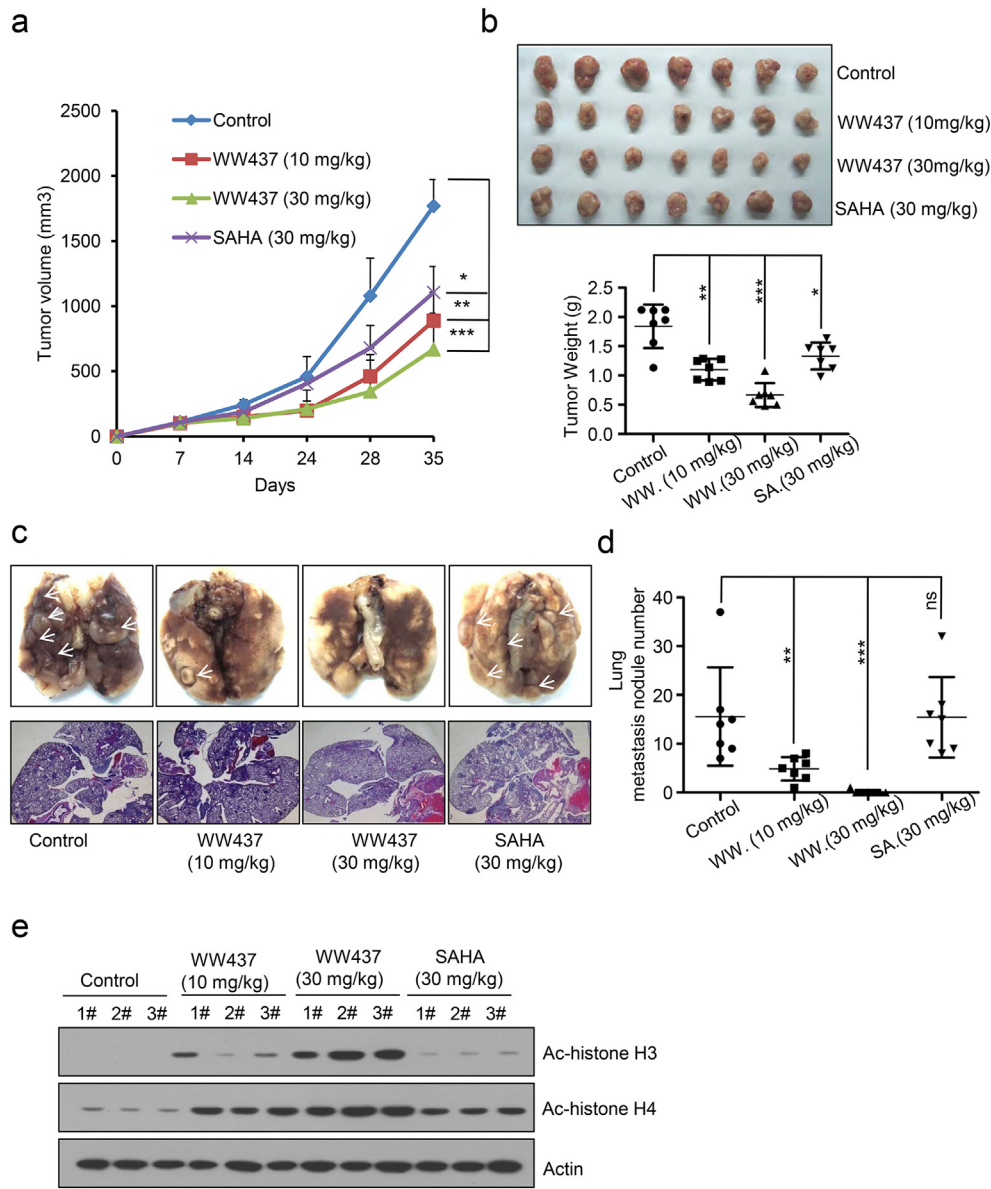 a
2500
2000
1500
1000
500
0
Tumor volume (mm3)
0 7 14 24 28 35
Days
Control
WW437 (10 mg/kg)
WW437 (30 mg/kg)
SAHA (30 mg/kg)
*
**
***
b
Control
WW437 (10mg/kg)
WW437 (30mg/kg)
SAHA (30 mg/kg)
2.5
2.0
1.5
1.0
0.5
0.0
Tumor Weight (g)
** *** *
Control WW. (10 mg/kg) WW.(30 mg/kg) SA.(30 mg/kg)
c
Control
WW437
(10 mg/kg)
WW437
(30 mg/kg)
SAHA
(30 mg/kg)
d
40
30
20
10
0
Lung
metastasis nodule number
** *** ns
Control WW. (10 mg/kg) WW.(30 mg/kg) SA.(30 mg/kg)
e
Control
WW437
(10 mg/kg)
WW437
(30 mg/kg)
SAHA
(30 mg/kg)
1# 2# 3# 1# 2# 3# 1# 2# 3# 1# 2# 3#
Ac-histone H3
Ac-histone H4
Actin